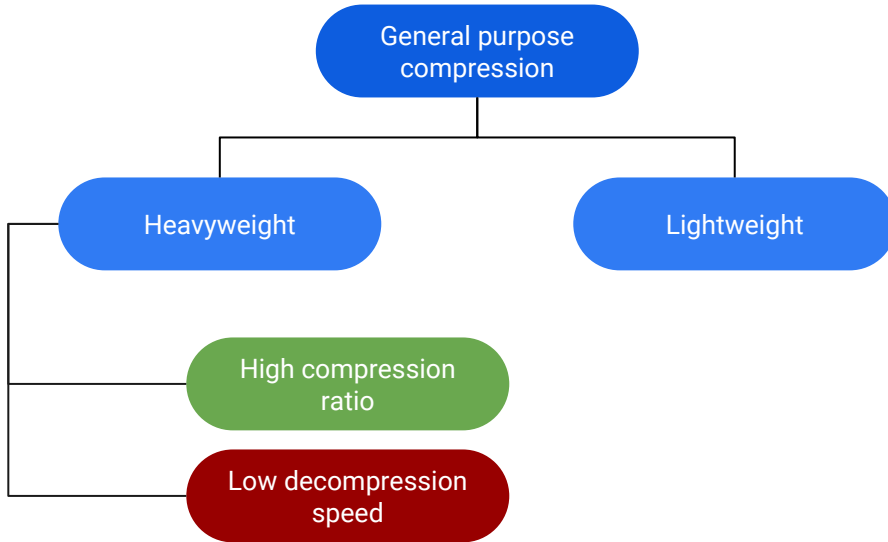 General purpose
compression
Heavyweight
Lightweight
High compression
ratio
Low decompression
speed